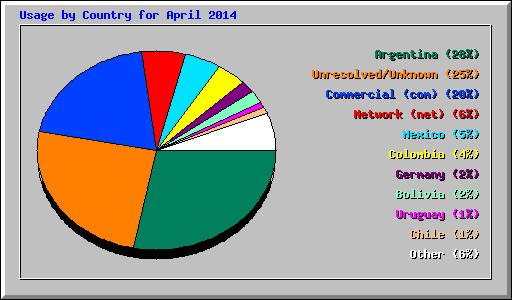 Usage by Country for April 2014
Argentina (28%)
Unresolved/Unknown (25%)
Commercial (com) (20%)
Network (net) (6%)
Mexico (5%)
Colombia (4%)
Germany (2%)
Bolivia (2%)
Uruguay (1%)
Chile (1%)
Other (6%)